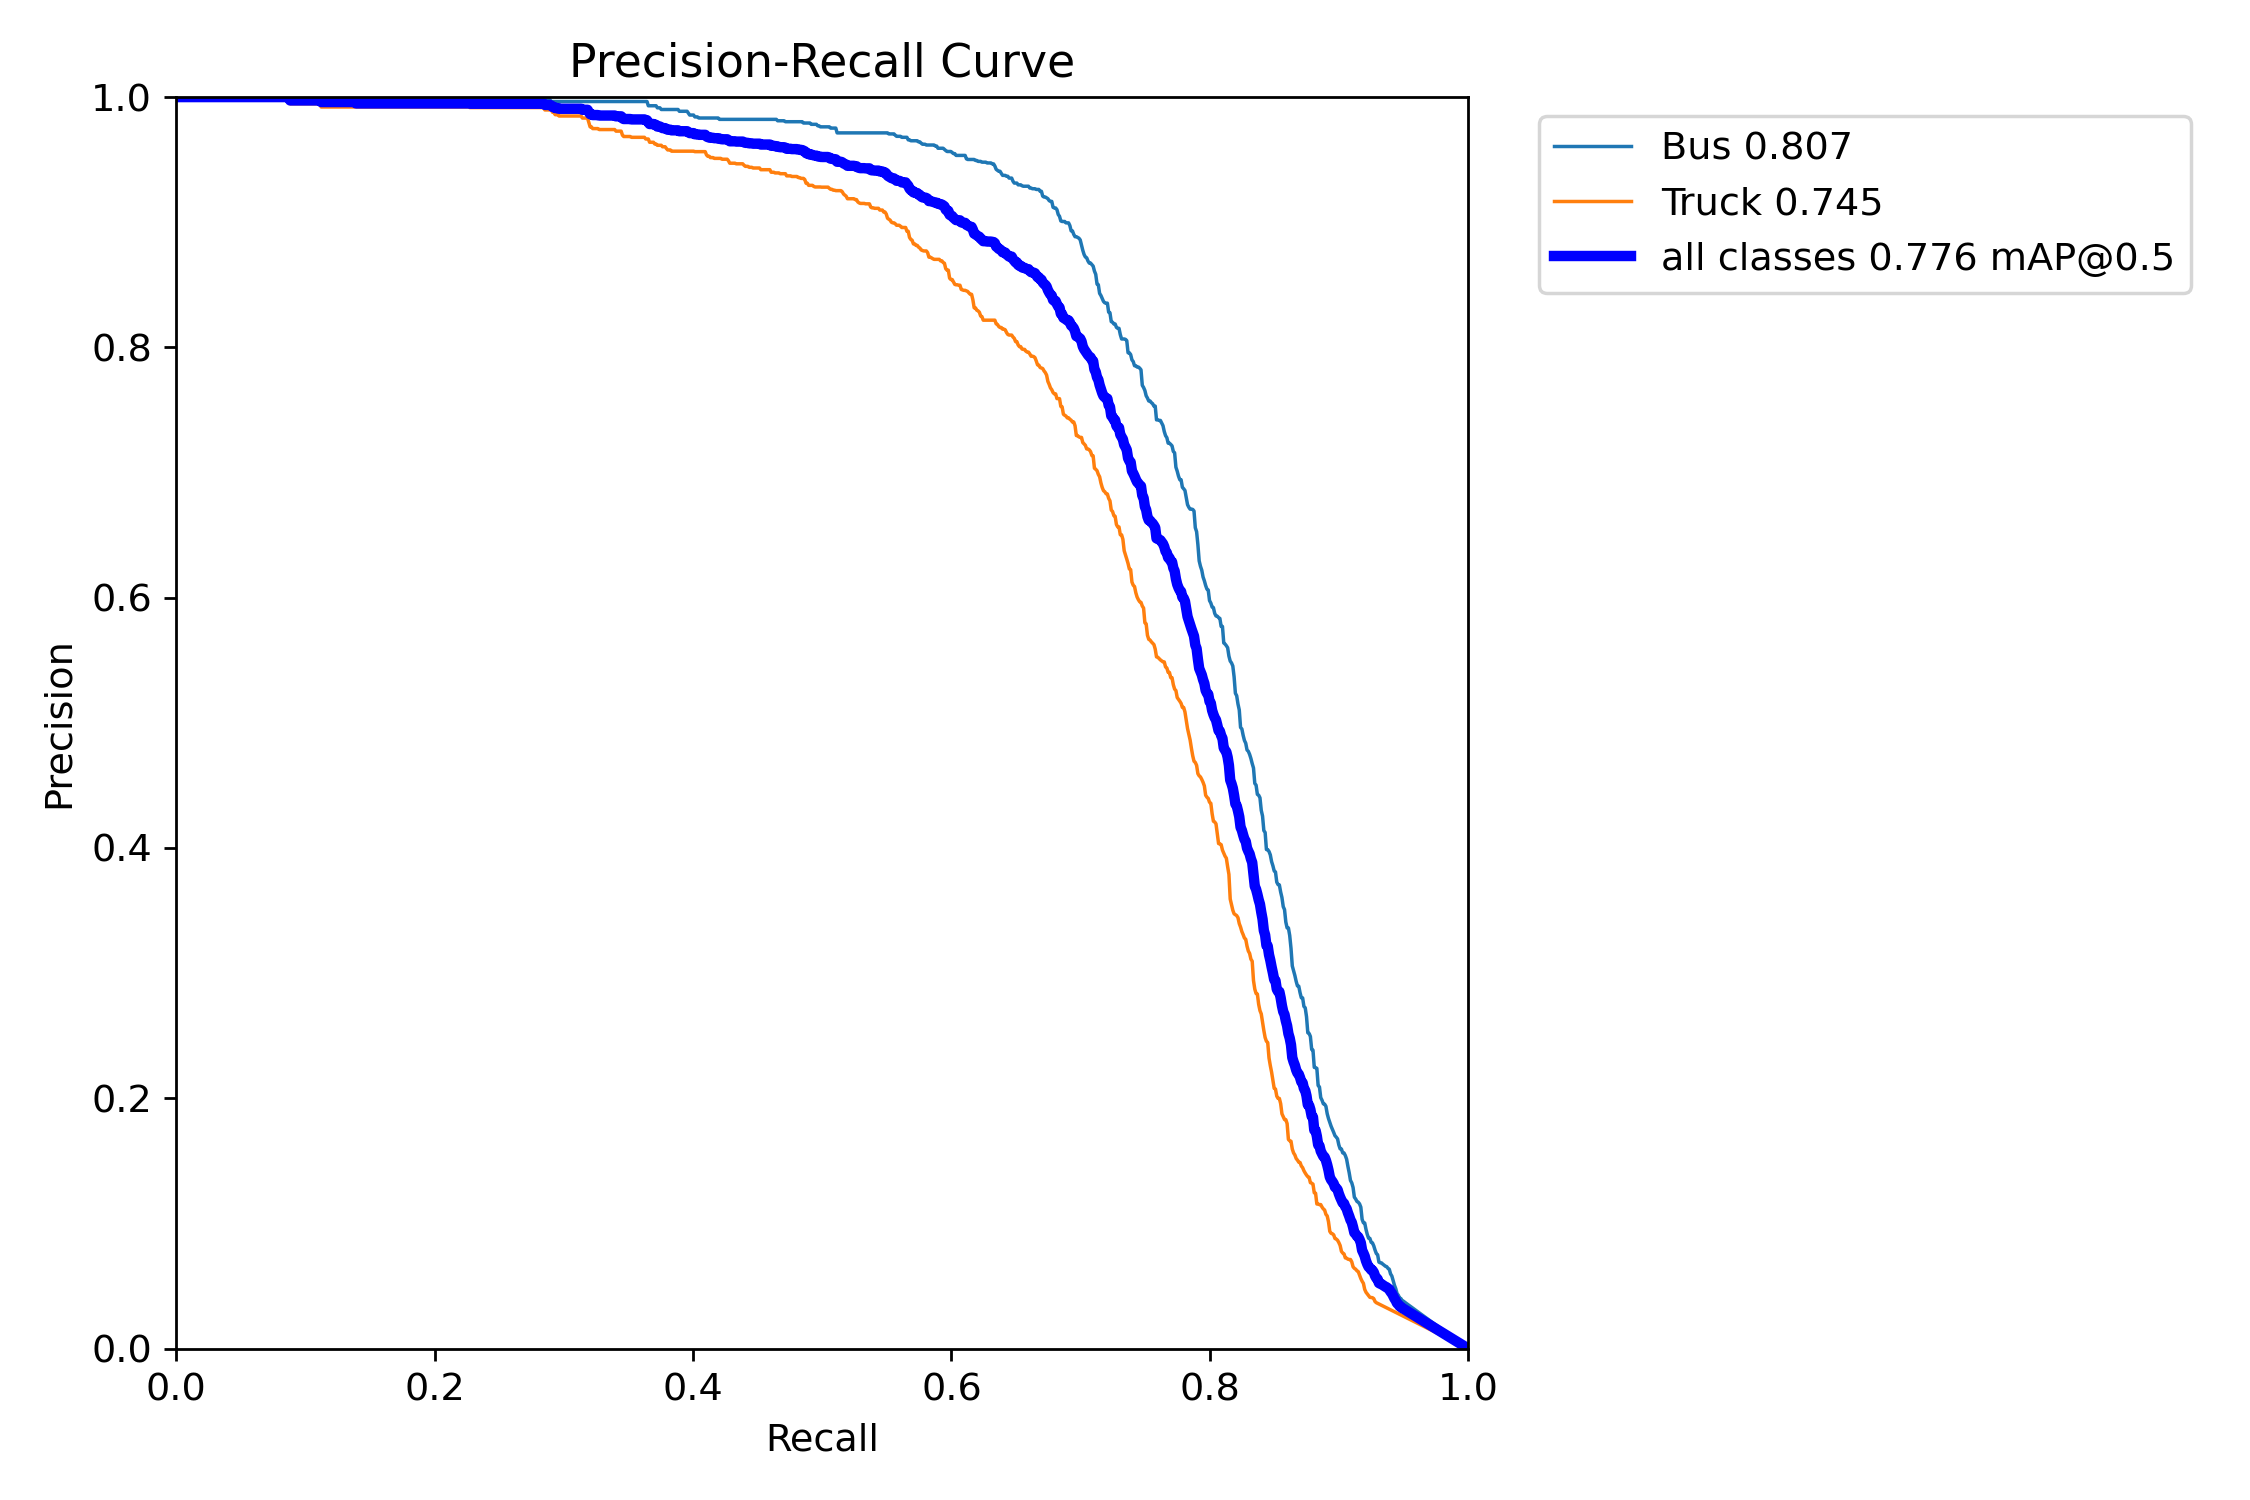 Precision-Recall Curve
1.0
0.8
0.6
0.4
0.2
0.0
Precision
0.0 0.2 0.4 0.6 0.8 1.0
Recall
Bus 0.807
Truck 0.745
all classes 0.776 mAP@0.5